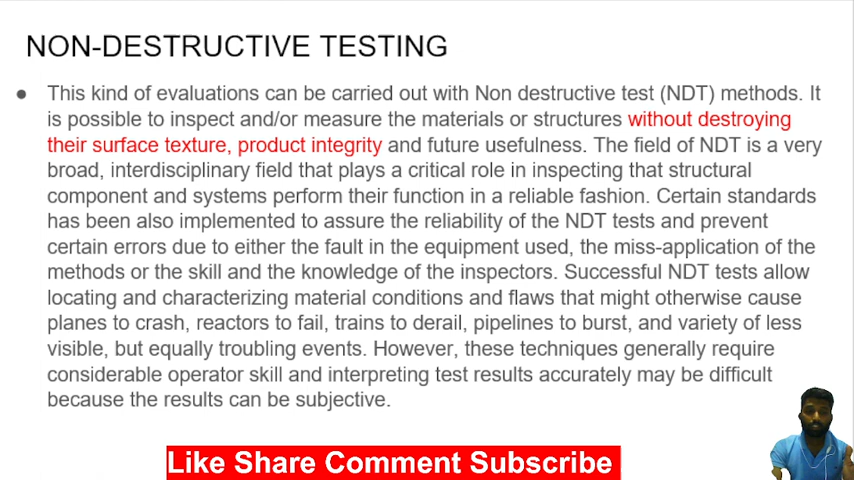 NON-DESTRUCTIVE TESTING
● This kind of evaluations can be carried out with Non destructive test (NDT) methods. It
is possible to inspect and/or measure the materials or structures without destroying
their surface texture, product integrity and future usefulness. The field of NDT is a very
broad, interdisciplinary field that plays a critical role in inspecting that structural
component and systems perform their function in a reliable fashion. Certain standards
has been also implemented to assure the reliability of the NDT tests and prevent
certain errors due to either the fault in the equipment used, the miss-application of the
methods or the skill and the knowledge of the inspectors. Successful NDT tests allow
locating and characterizing material conditions and flaws that might otherwise cause
planes to crash, reactors to fail, trains to derail, pipelines to burst, and variety of less
visible, but equally troubling events. However, these techniques generally require
considerable operator skill and interpreting test results accurately may be difficult
because the results can be subjective.
Like Share Comment Subscribe